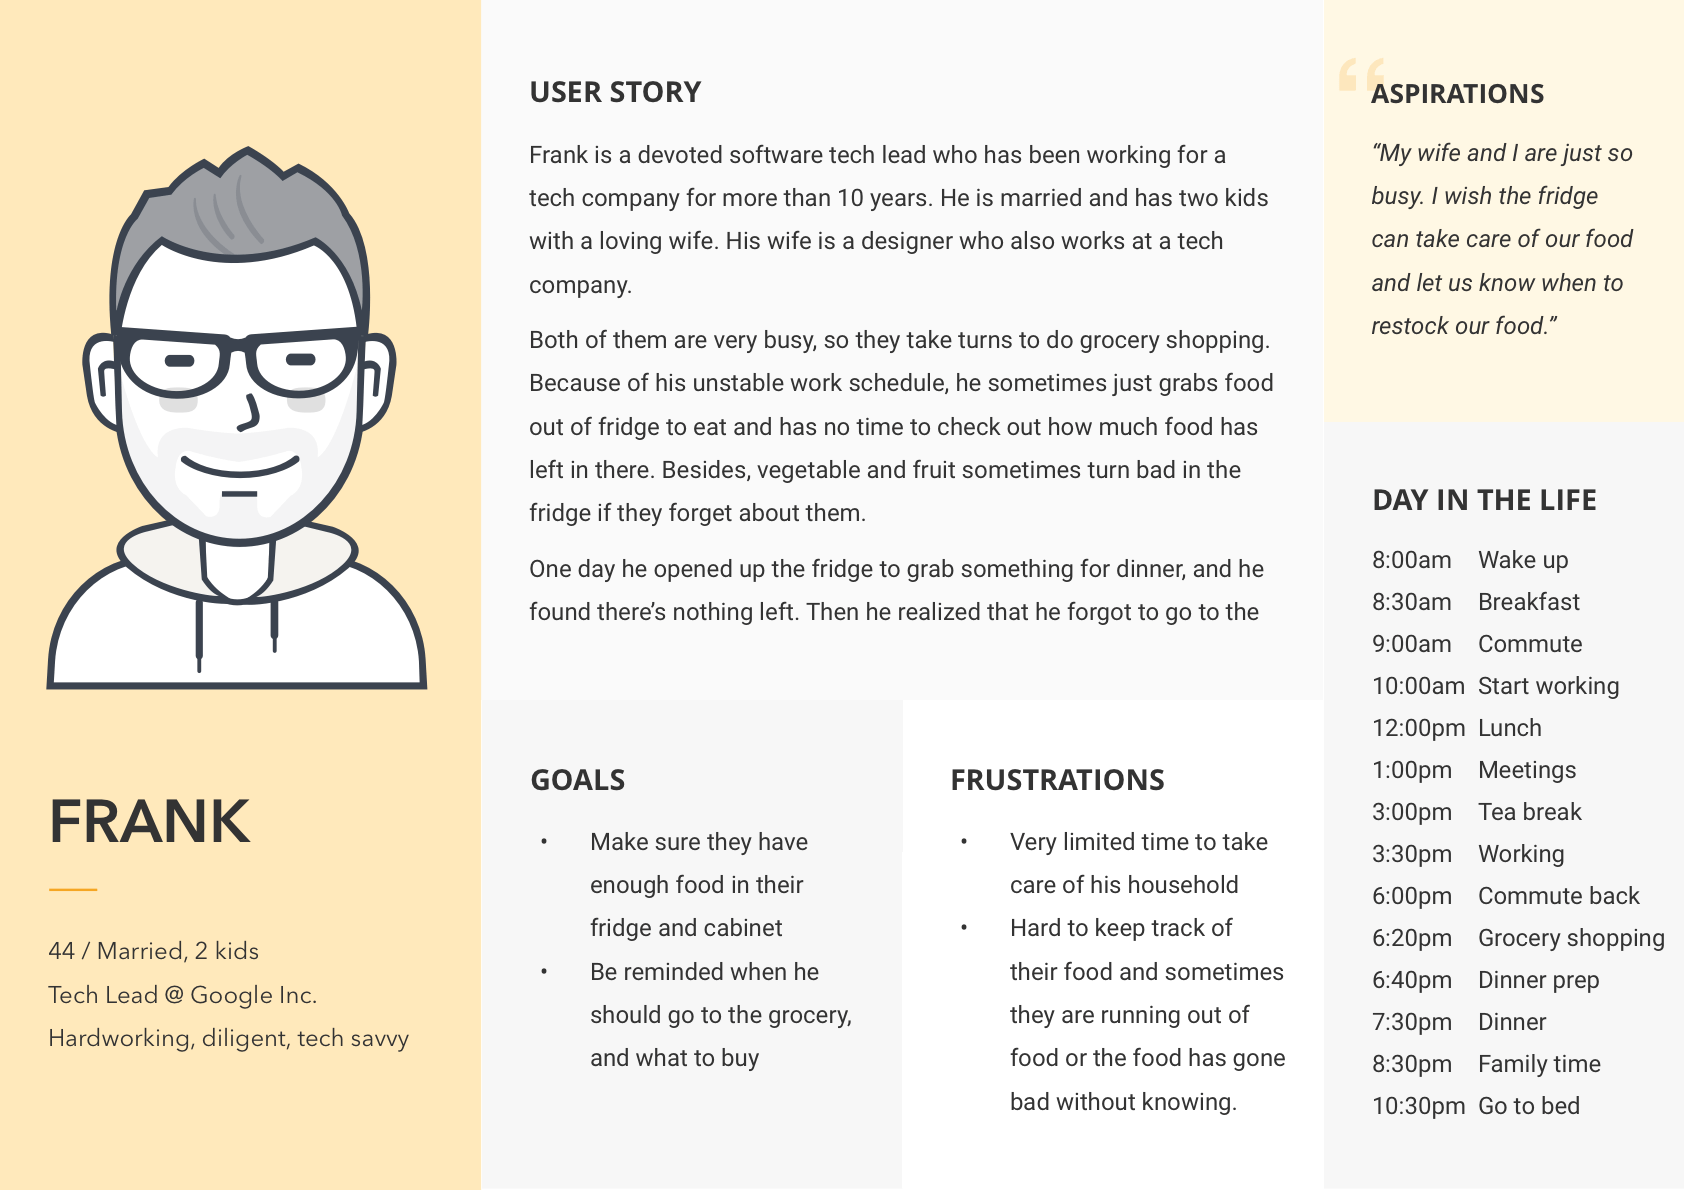 FRANK
44 / Married, 2 kids
Tech Lead @ Google Inc.
Hardworking, diligent, tech savvy
USER STORY
Frank is a devoted software tech lead who has been working for a
tech company for more than 10 years. He is married and has two kids
with a loving wife. His wife is a designer who also works at a tech
company.
Both of them are very busy, so they take turns to do grocery shopping.
Because of his unstable work schedule, he sometimes just grabs food
out of fridge to eat and has no time to check out how much food has
left in there. Besides, vegetable and fruit sometimes turn bad in the
fridge if they forget about them.
One day he opened up the fridge to grab something for dinner, and he
found there’s nothing left. Then he realized that he forgot to go to the
GOALS
• Make sure they have
enough food in their
fridge and cabinet
• Be reminded when he
should go to the grocery,
and what to buy
FRUSTRATIONS
• Very limited time to take
care of his household
• Hard to keep track of
their food and sometimes
they are running out of
food or the food has gone
bad without knowing.
“
ASPIRATIONS
“My wife and I are just so
busy. I wish the fridge
can take care of our food
and let us know when to
restock our food.”
DAY IN THE LIFE
8:00am Wake up
8:30am Breakfast
9:00am Commute
10:00am Start working
12:00pm Lunch
1:00pm Meetings
3:00pm Tea break
3:30pm Working
6:00pm Commute back
6:20pm Grocery shopping
6:40pm Dinner prep
7:30pm Dinner
8:30pm Family time
10:30pm Go to bed